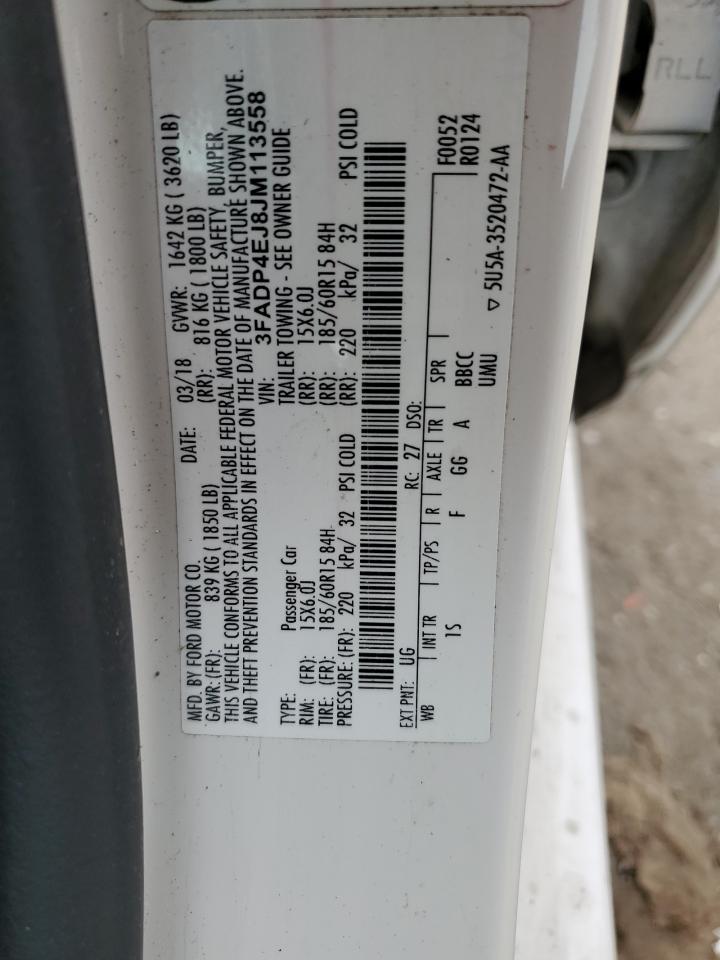 MFD. BY FORD MOTOR CO. DATE: 03/18 GVWR: 1642 KG ( 3620 LB)
GAWR: (FR): 839 KG ( 1850 LB) (RR): 816 KG ( 1800 LB)
THIS VEHICLE CONFORMS TO ALL APPLICABLE FEDERAL MOTOR VEHICLE SAFETY, BUMPER,
AND THEFT PREVENTION STANDARDS IN EFFECT ON THE DATE OF MANUFACTURE SHOWN ABOVE.
VIN: 3FADP4EJ8JM113558
TYPE: Passenger Car TRAILER TOWING - SEE OWNER GUIDE
RIM: (FR): 15X6.0J (RR): 15X6.0J
TIRE: (FR): 185/60R15 84H (RR): 185/60R15 84H
PRESSURE: (FR): 220 kPa/ 32 PSI COLD (RR): 220 kPa/ 32 PSI COLD
EXT PNT: UG RC: 27 DSO: F0052
WB INT TR TP/PS R AXLE TR SPR R0124
1S F GG A BBCC
UMU
▽ 5U5A-3520472-AA
RLL